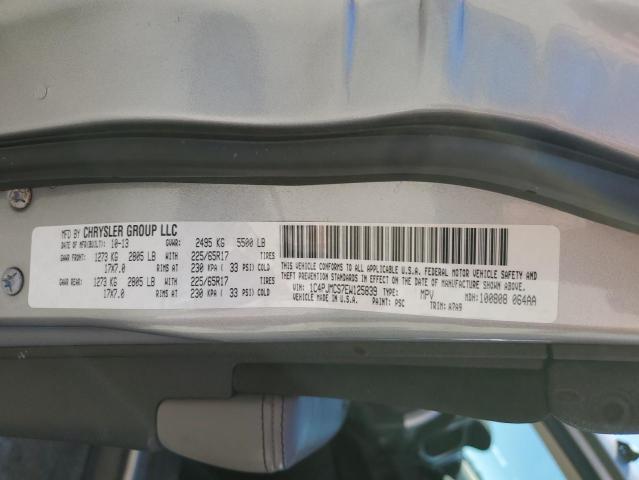 MFD BY CHRYSLER GROUP LLC
DATE OF MFR(BUILT): 10-13 GVWR: 2495 KG 5500 LB
GAWR FRONT: 1273 KG 2805 LB WITH 225/65R17 TIRES
17X7.0 RIMS AT 230 KPA ( 33 PSI) COLD
GAWR REAR: 1273 KG 2805 LB WITH 225/65R17 TIRES
17X7.0 RIMS AT 230 KPA ( 33 PSI) COLD
THIS VEHICLE CONFORMS TO ALL APPLICABLE U.S.A. FEDERAL MOTOR VEHICLE SAFETY AND
THEFT PREVENTION STANDARDS IN EFFECT ON THE DATE OF MANUFACTURE SHOWN ABOVE.
VIN: 1C4PJMCS7EW125839 TYPE: MPV MDH: 100808 064AA
VEHICLE MADE IN U.S.A. PAINT: PSC TRIM: A7A9